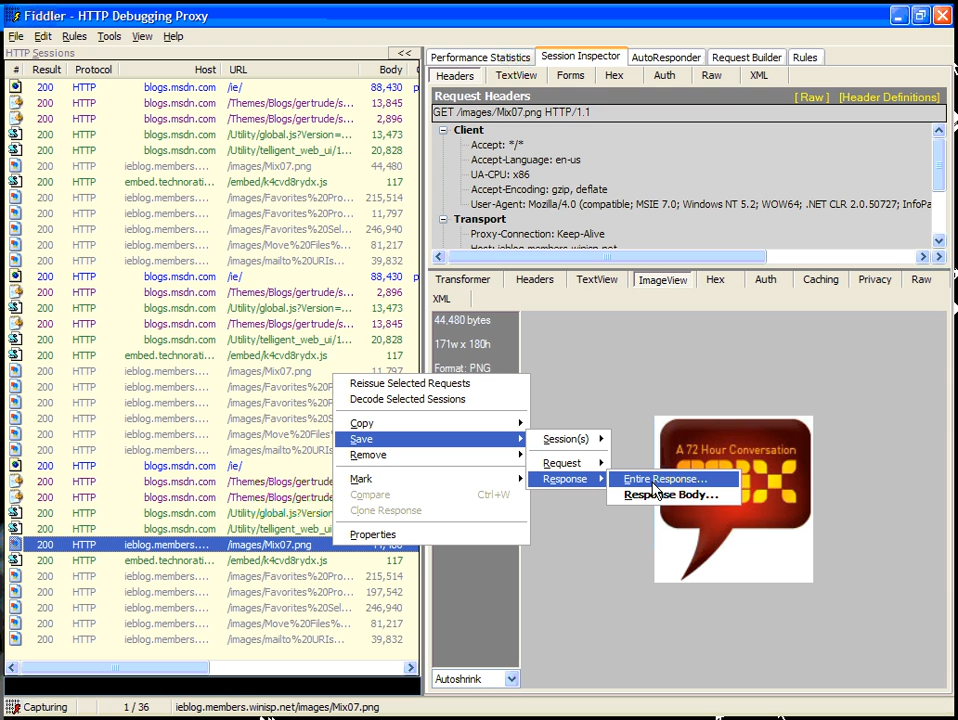 Fiddler - HTTP Debugging Proxy
File Edit Rules Tools View Help
HTTP Sessions <<
# Result Protocol Host URL Body
200 HTTP blogs.msdn.com /ie/ 88,430 p
200 HTTP blogs.msdn.com /Themes/Blogs/gertrude/s... 13,845
200 HTTP blogs.msdn.com /Themes/Blogs/gertrude/s... 2,896
200 HTTP blogs.msdn.com /Utility/global.js?Version=... 13,473
200 HTTP blogs.msdn.com /Utility/telligent_web_ui/1... 20,828
200 HTTP ieblog.members.... /images/Mix07.png 44,480
200 HTTP embed.technorati... /embed/k4cvd8rydx.js 117
200 HTTP ieblog.members.... /images/Favorites%20Pro... 215,514
200 HTTP ieblog.members.... /images/Favorites%20Pro... 11,797
200 HTTP ieblog.members.... /images/Favorites%20Sel... 246,940
200 HTTP ieblog.members.... /images/Move%20Files%... 81,217
200 HTTP ieblog.members.... /images/mailto%20URIs... 39,832
200 HTTP blogs.msdn.com /ie/ 88,430 p
200 HTTP blogs.msdn.com /Themes/Blogs/gertrude/s... 2,896
200 HTTP blogs.msdn.com /Utility/global.js?Version=... 13,473
200 HTTP blogs.msdn.com /Themes/Blogs/gertrude/s... 13,845
200 HTTP blogs.msdn.com /Utility/telligent_web_ui/1... 20,828
200 HTTP embed.technorati... /embed/k4cvd8rydx.js 117
200 HTTP ieblog.members.... /images/Mix07.png 11,797
200 HTTP ieblog.members.... /images/Favorites%20P
200 HTTP ieblog.members.... /images/Favorites%20S
200 HTTP ieblog.members.... /images/Favorites%20P
200 HTTP ieblog.members.... /images/Move%20Files%
200 HTTP ieblog.members.... /images/mailto%20URIs
200 HTTP blogs.msdn.com /ie/
200 HTTP blogs.msdn.com /Themes/Blogs/gertrude
200 HTTP blogs.msdn.com /Themes/Blogs/gertrude
200 HTTP blogs.msdn.com /Utility/global.js?Version
200 HTTP blogs.msdn.com /Utility/telligent_web_ui
200 HTTP ieblog.members.... /images/Mix07.png 44,480
200 HTTP embed.technorati... /embed/k4cvd8rydx.js 117
200 HTTP ieblog.members.... /images/Favorites%20Pro... 215,514
200 HTTP ieblog.members.... /images/Favorites%20Pro... 197,542
200 HTTP ieblog.members.... /images/Favorites%20Sel... 246,940
200 HTTP ieblog.members.... /images/Move%20Files%... 81,217
200 HTTP ieblog.members.... /images/mailto%20URIs... 39,832
Performance Statistics Session Inspector AutoResponder Request Builder Rules
Headers TextView Forms Hex Auth Raw XML
Request Headers [ Raw ] [Header Definitions]
GET /images/Mix07.png HTTP/1.1
Client
Accept: */*
Accept-Language: en-us
UA-CPU: x86
Accept-Encoding: gzip, deflate
User-Agent: Mozilla/4.0 (compatible; MSIE 7.0; Windows NT 5.2; WOW64; .NET CLR 2.0.50727; InfoPa
Transport
Proxy-Connection: Keep-Alive
Host: ieblog.members.winisp.net
Transformer Headers TextView ImageView Hex Auth Caching Privacy Raw
XML
44,480 bytes
171w x 180h
Format: PNG
Reissue Selected Requests
Decode Selected Sessions
Copy
Save
Remove
Mark
Compare Ctrl+W
Clone Response
Properties
Session(s)
Request
Response
Entire Response...
Response Body...
A 72 Hour Conversation
Autoshrink
Capturing 1 / 36 ieblog.members.winisp.net/images/Mix07.png